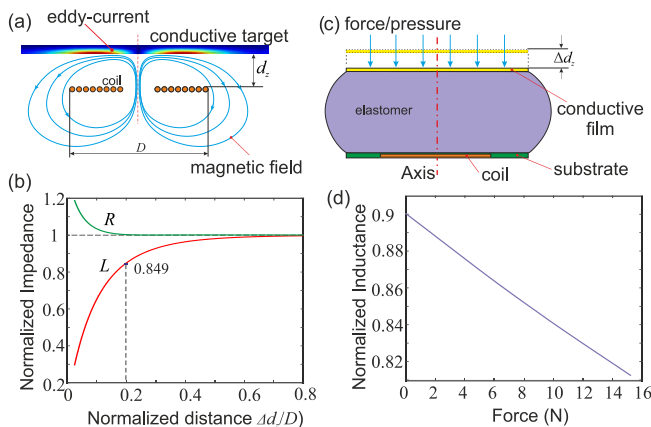 (a)
eddy-current
conductive target
coil
d_z
D
magnetic field
(c) force/pressure
Δd_z
elastomer
conductive
film
substrate
Axis
coil
(b)
Normalized Impedance
1.2
1
0.8
0.6
0.4
0.2
R
L
0.849
0
0.2
0.4
0.6
0.8
Normalized distance Δd/D
(d)
Normalized Inductance
0.9
0.88
0.86
0.84
0.82
0 2 4 6 8 10 12 14 16
Force (N)